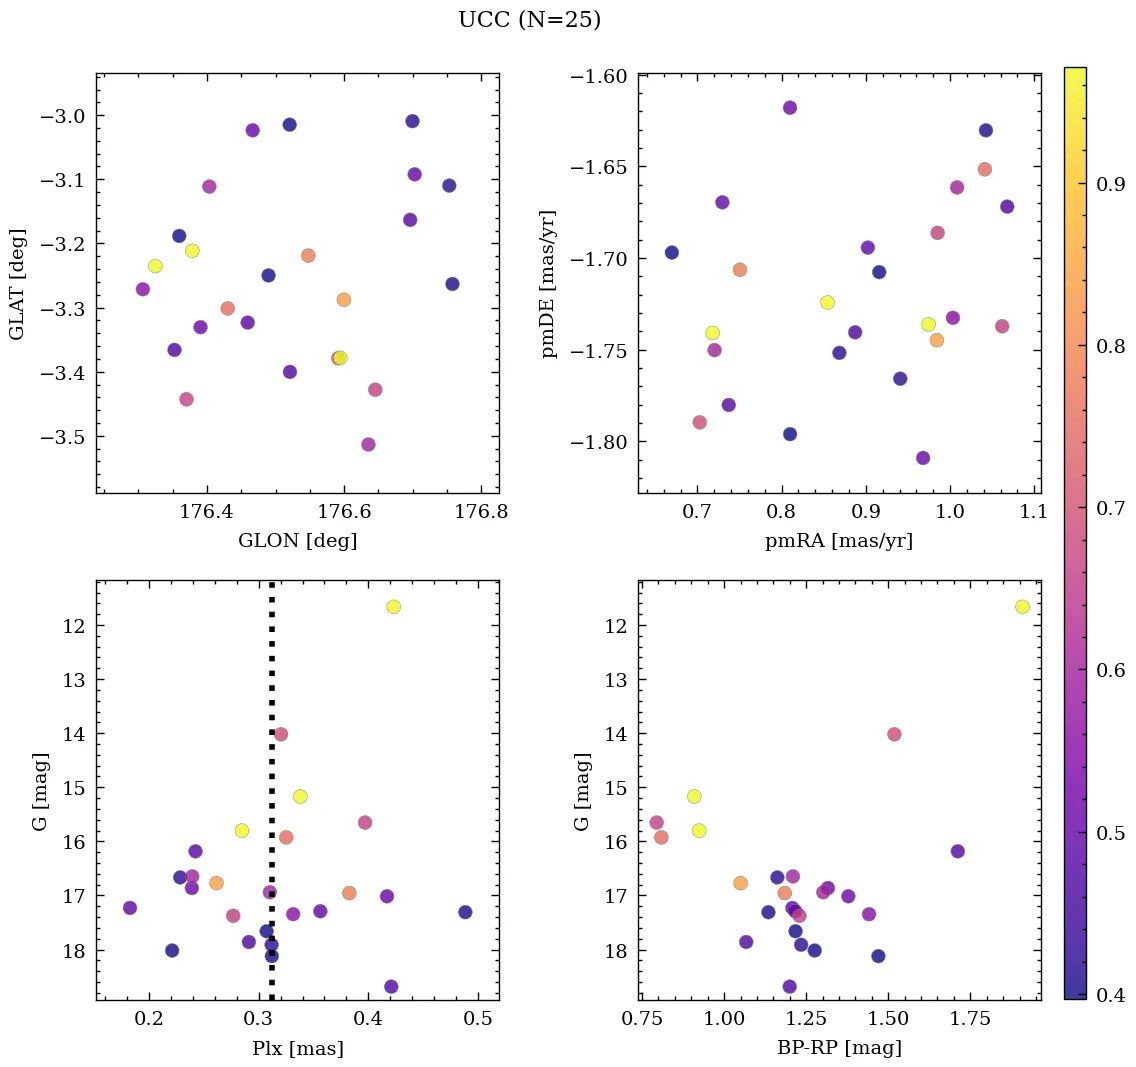 UCC (N=25)
−3.0
−3.1
−3.2
−3.3
−3.4
−3.5
GLAT [deg]
176.4 176.6 176.8
GLON [deg]
−1.60
−1.65
−1.70
−1.75
−1.80
pmDE [mas/yr]
0.7 0.8 0.9 1.0 1.1
pmRA [mas/yr]
12
13
14
15
16
17
18
G [mag]
0.2 0.3 0.4 0.5
Plx [mas]
12
13
14
15
16
17
18
G [mag]
0.75 1.00 1.25 1.50 1.75
BP-RP [mag]
0.9
0.8
0.7
0.6
0.5
0.4